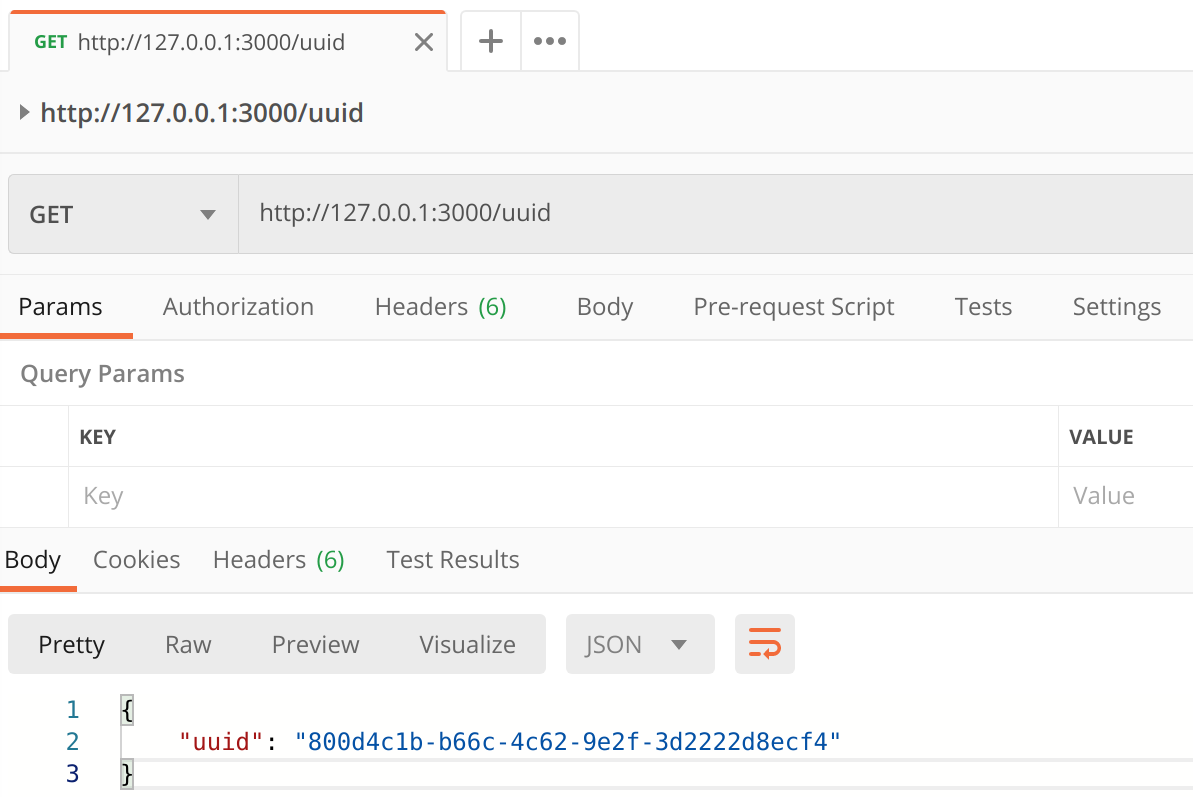 GET http://127.0.0.1:3000/uuid
http://127.0.0.1:3000/uuid
GET http://127.0.0.1:3000/uuid
Params Authorization Headers (6) Body Pre-request Script Tests Settings
Query Params
KEY VALUE
Key Value
Body Cookies Headers (6) Test Results
Pretty Raw Preview Visualize JSON
1 {
2 "uuid": "800d4c1b-b66c-4c62-9e2f-3d2222d8ecf4"
3 }